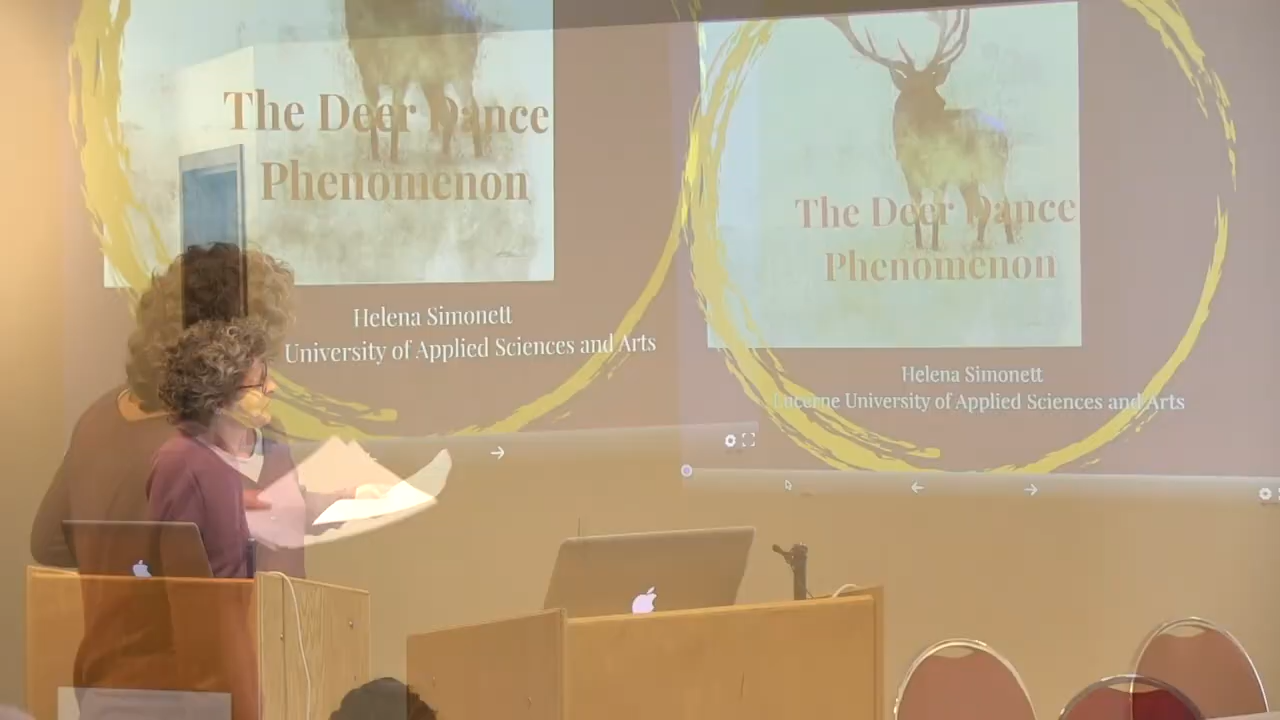 The Deer Dance
Phenomenon
Helena Simonett
University of Applied Sciences and Arts
The Deer Dance
Phenomenon
Helena Simonett
Lucerne University of Applied Sciences and Arts